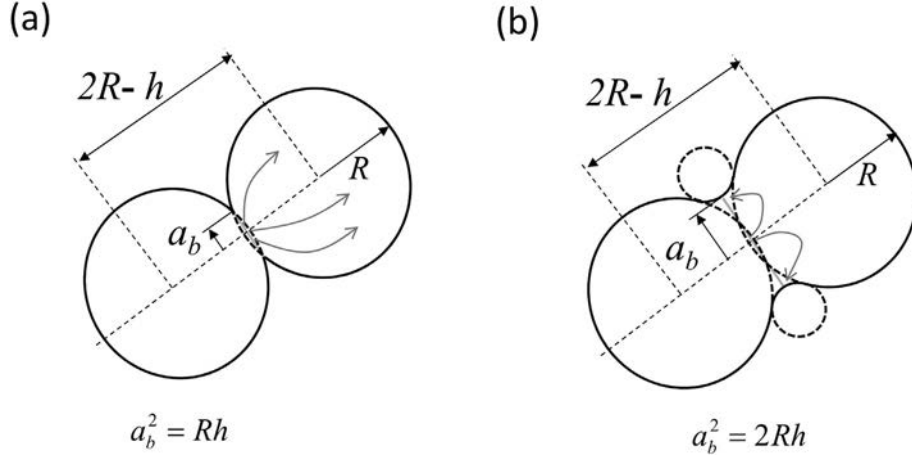 (a)
(b)
2R- h
R
a_b
a_b^2 = Rh
2R- h
R
a_b
a_b^2 = 2Rh